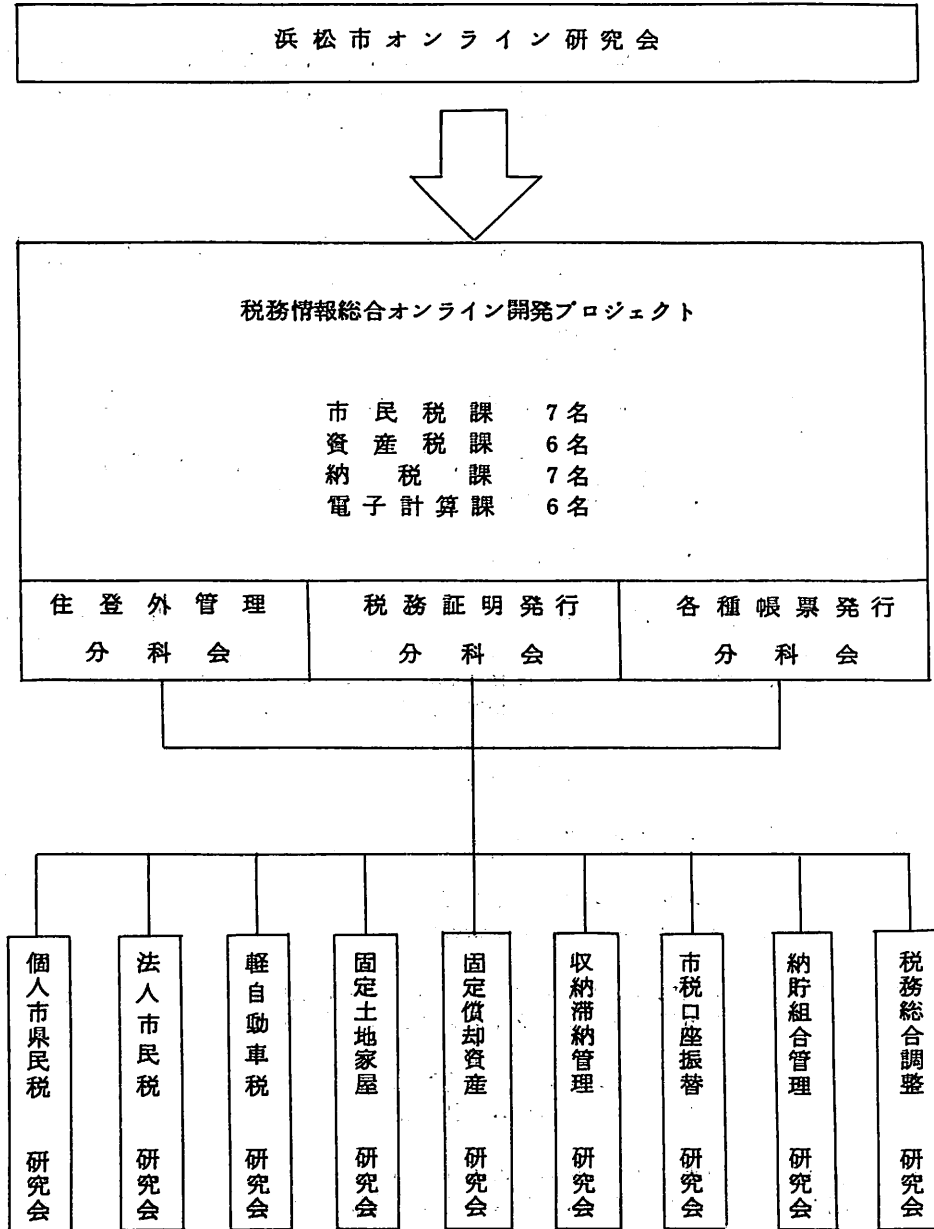 浜松市オンライン研究会
税務情報総合オンライン開発プロジェクト
市民税課 7名
資産税課 6名
納税課 7名
電子計算課 6名
住登外管理
分科会
税務証明発行
分科会
各種帳票発行
分科会
個人市県民税 研究会
法人市民税 研究会
軽自動車税 研究会
固定土地家屋 研究会
固定償却資産 研究会
収納滞納管理 研究会
市税口座振替 研究会
納貯組合管理 研究会
税務総合調整 研究会